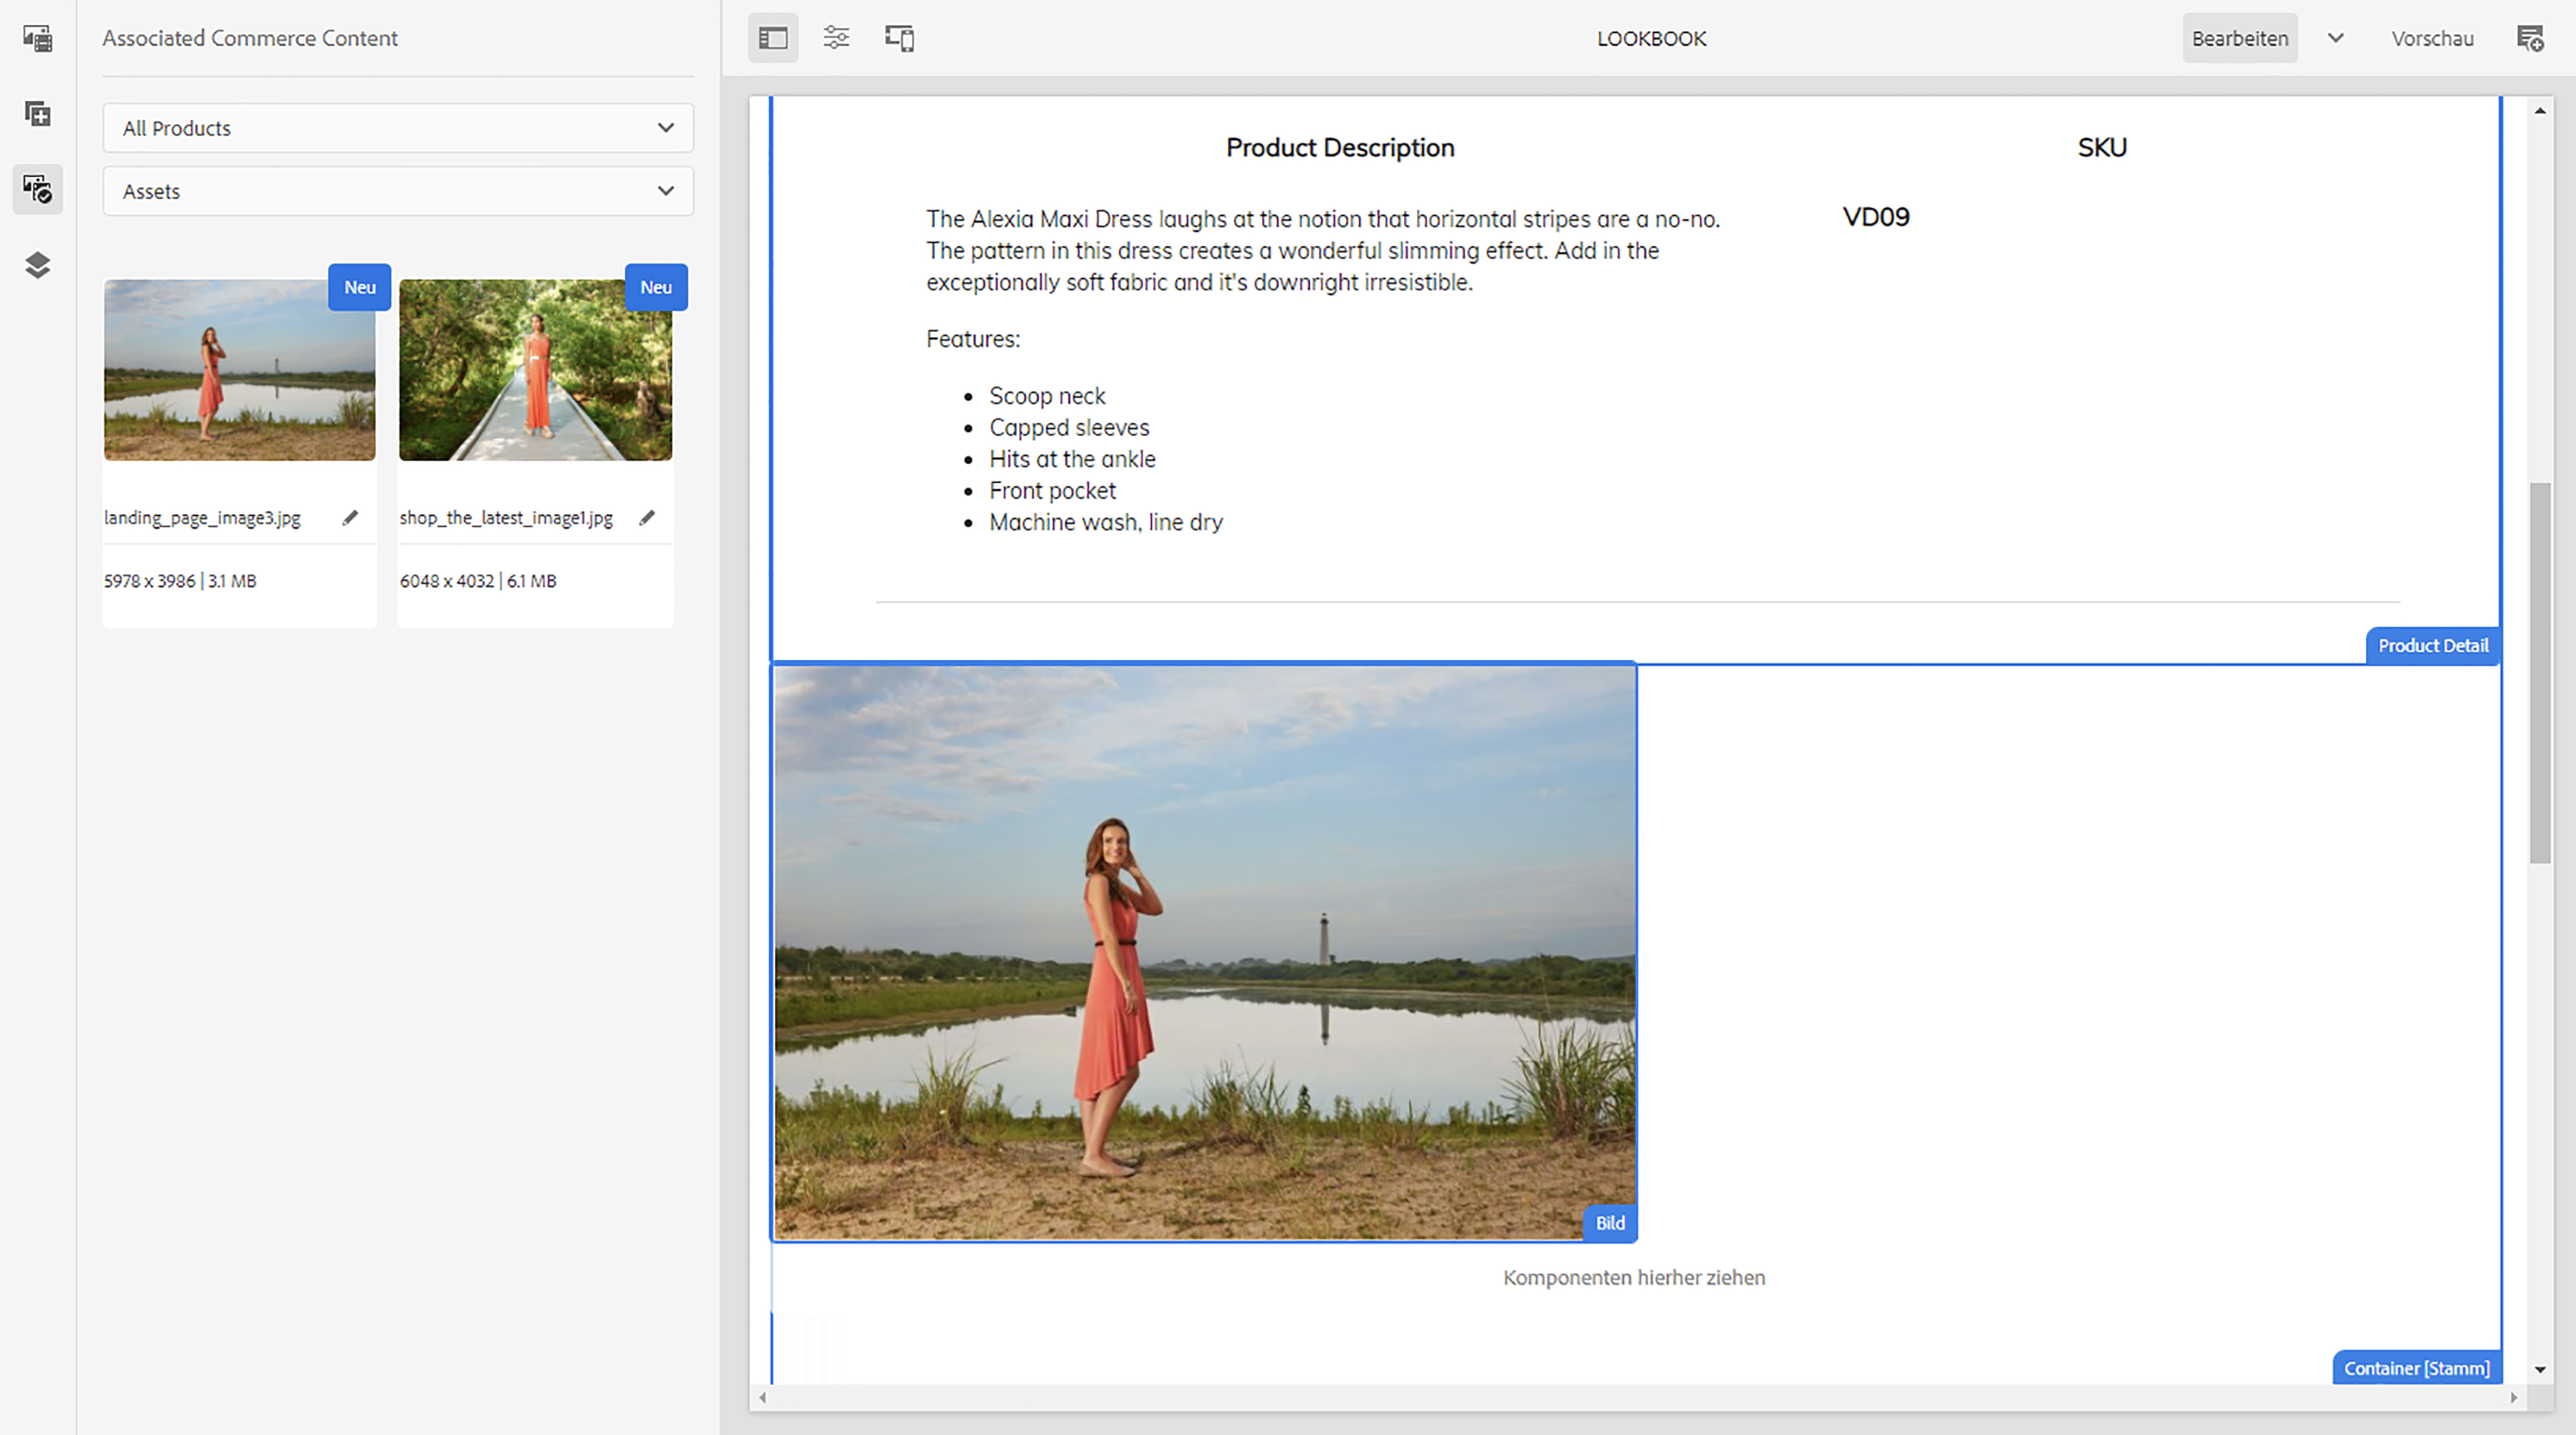 Associated Commerce Content
All Products
Assets
Neu
Neu
landing_page_image3.jpg
5978 x 3986 | 3.1 MB
shop_the_latest_image1.jpg
6048 x 4032 | 6.1 MB
LOOKBOOK
Bearbeiten
Vorschau
Product Description
SKU
The Alexia Maxi Dress laughs at the notion that horizontal stripes are a no-no.
The pattern in this dress creates a wonderful slimming effect. Add in the
exceptionally soft fabric and it's downright irresistible.
VD09
Features:
• Scoop neck
• Capped sleeves
• Hits at the ankle
• Front pocket
• Machine wash, line dry
Product Detail
Bild
Komponenten hierher ziehen
Container [Stamm]